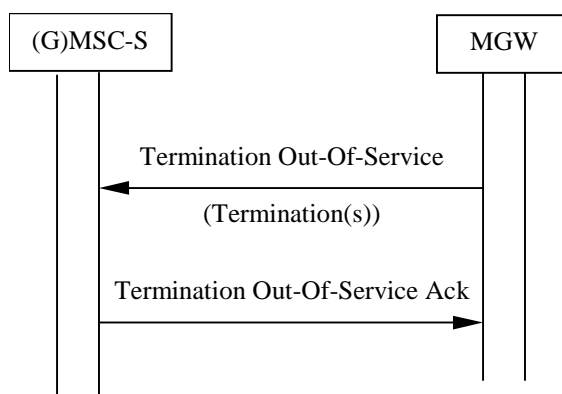 (G)MSC-S
MGW
Termination Out-Of-Service
(Termination(s))
Termination Out-Of-Service Ack